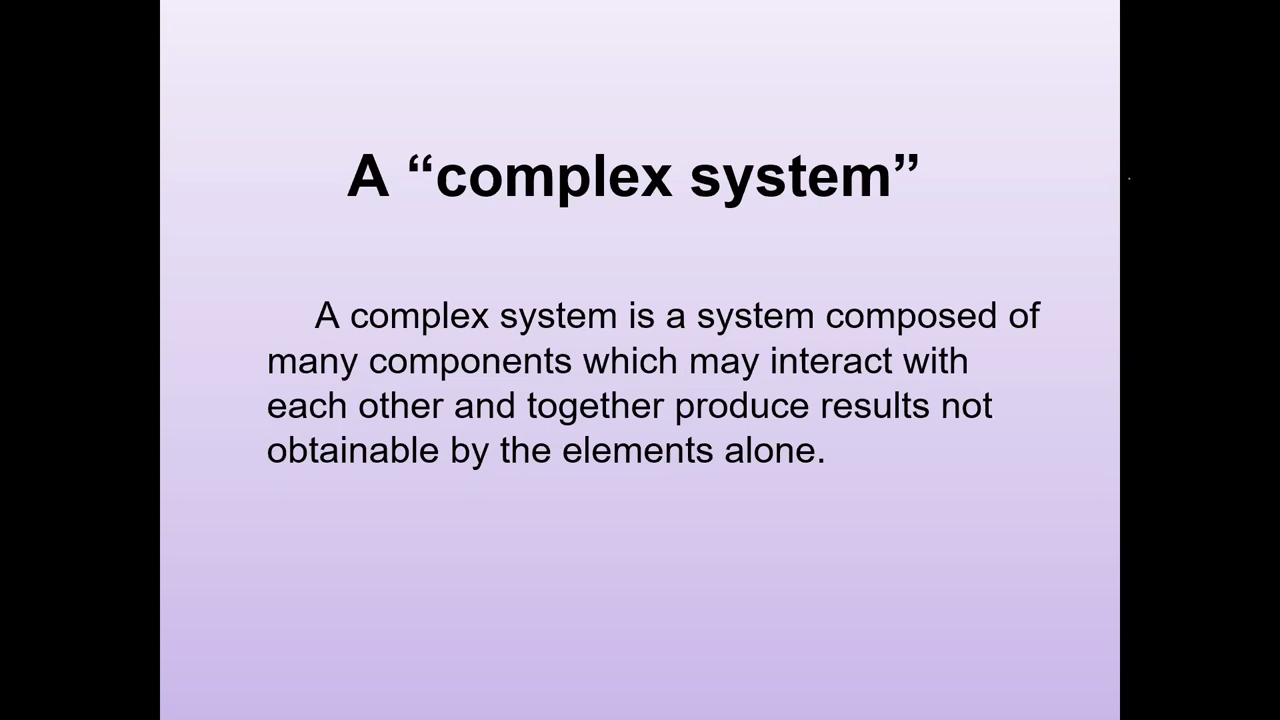 A “complex system”
A complex system is a system composed of
many components which may interact with
each other and together produce results not
obtainable by the elements alone.